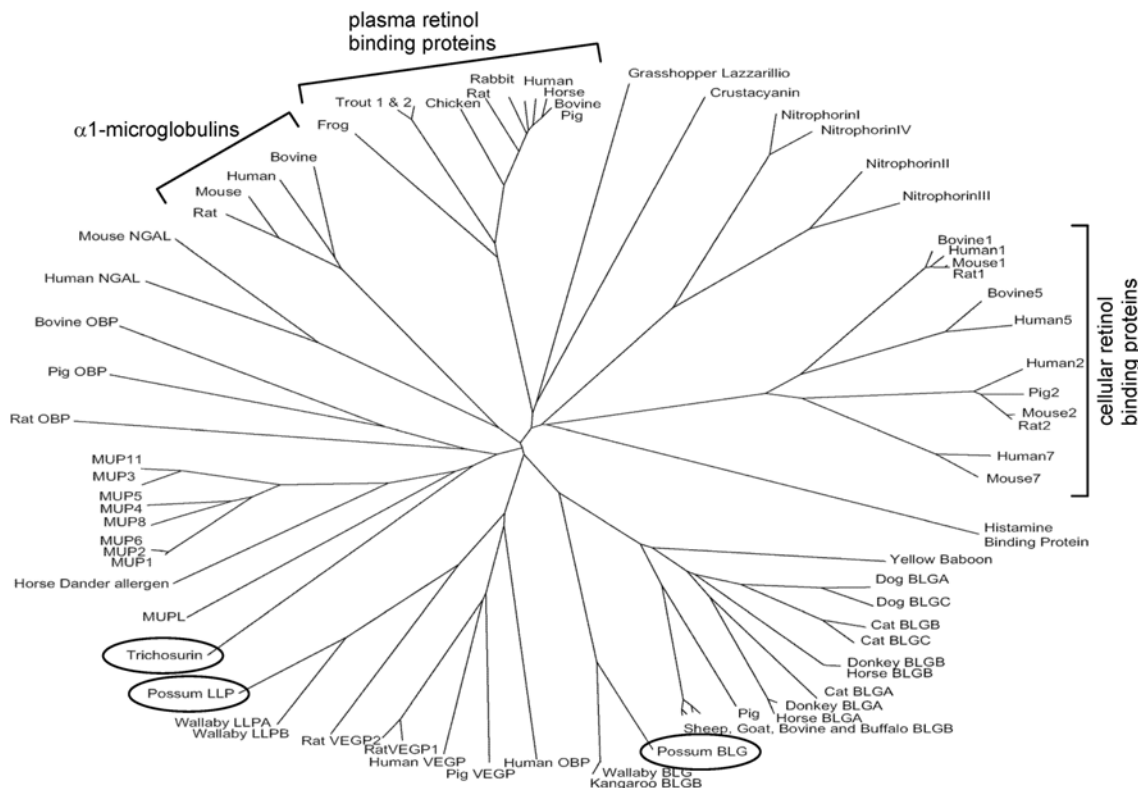 plasma retinol
binding proteins
α1-microglobulins
Frog
Trout 1 & 2
Chicken
Rat
Rabbit
Human
Horse
Bovine
Pig
Grasshopper Lazzarillio
Crustacyanin
NitrophorinI
NitrophorinIV
NitrophorinII
NitrophorinIII
cellular retinol
binding proteins
Bovine1
Human1
Mouse1
Rat1
Bovine5
Human5
Human2
Pig2
Mouse2
Rat2
Human7
Mouse7
Histamine
Binding Protein
Yellow Baboon
Dog BLGA
Dog BLGC
Cat BLGB
Cat BLGC
Donkey BLGB
Horse BLGB
Cat BLGA
Donkey BLGA
Horse BLGA
Pig
Sheep, Goat, Bovine and Buffalo BLGB
Possum BLG
Wallaby BLG
Kangaroo BLGB
Human OBP
Pig VEGP
Human VEGP
RatVEGP1
Rat VEGP2
Wallaby LLPB
Wallaby LLPA
Possum LLP
Trichosurin
MUPL
Horse Dander allergen
MUP1
MUP2
MUP6
MUP8
MUP4
MUP5
MUP3
MUP11
Rat OBP
Pig OBP
Bovine OBP
Human NGAL
Mouse NGAL
Rat
Mouse
Human
Bovine